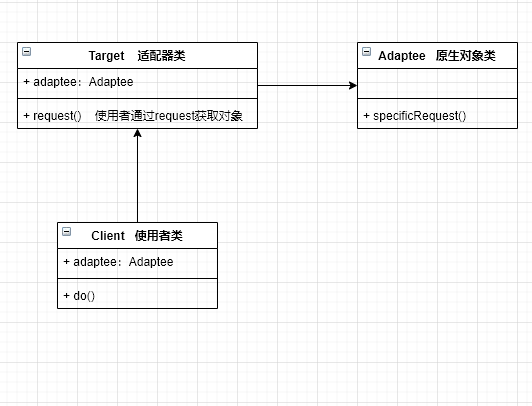 Target 适配器类
+ adaptee：Adaptee
+ request() 使用者通过request获取对象
Adaptee 原生对象类
+ specificRequest()
Client 使用者类
+ adaptee：Adaptee
+ do()